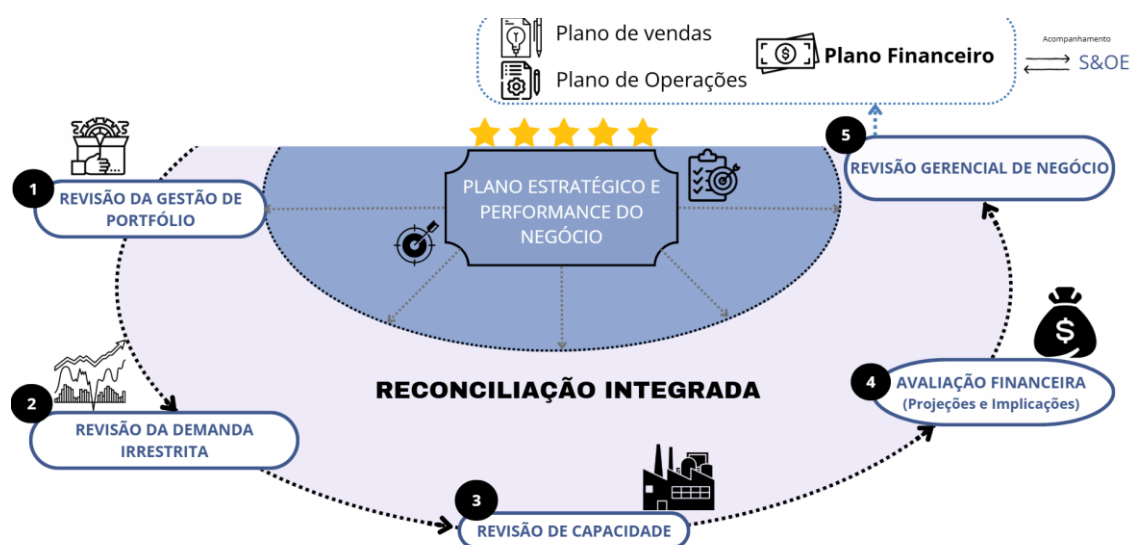 Plano de vendas
Plano de Operações
Plano Financeiro
Acompanhamento
S&OE
5
REVISÃO GERENCIAL DE NEGÓCIO
1
REVISÃO DA GESTÃO DE
PORTFÓLIO
PLANO ESTRATÉGICO E
PERFORMANCE DO
NEGÓCIO
RECONCILIAÇÃO INTEGRADA
2
REVISÃO DA DEMANDA
IRRESTRITA
4
AVALIAÇÃO FINANCEIRA
(Projeções e Implicações)
3
REVISÃO DE CAPACIDADE